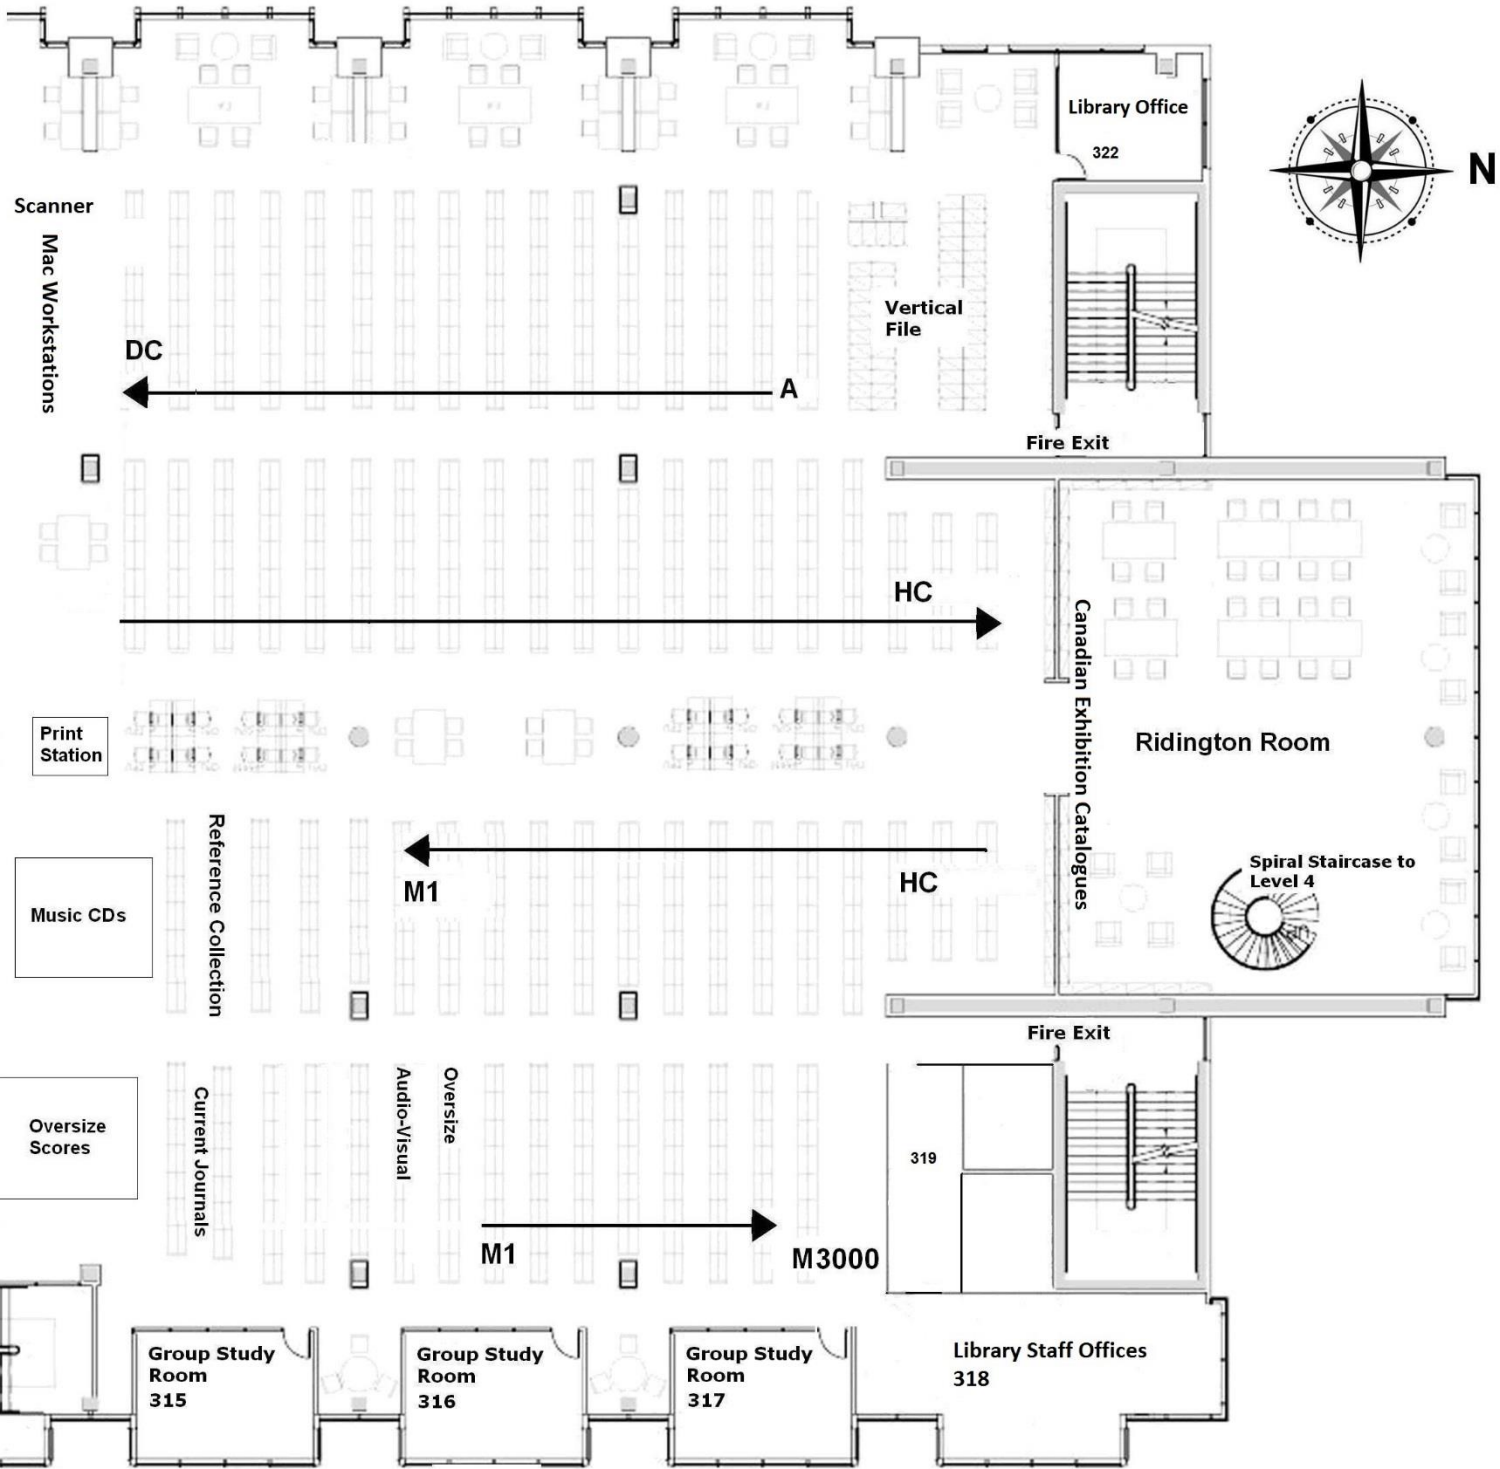 Library Office
322
N
Scanner
Mac Workstations
Vertical
File
DC
A
Fire Exit
HC
Canadian Exhibition Catalogues
Print
Station
Ridington Room
Reference Collection
M1
HC
Spiral Staircase to
Level 4
Music CDs
Fire Exit
Oversize
Scores
Current Journals
Audio-Visual
Oversize
319
M1
M3000
Group Study
Room
315
Group Study
Room
316
Group Study
Room
317
Library Staff Offices
318